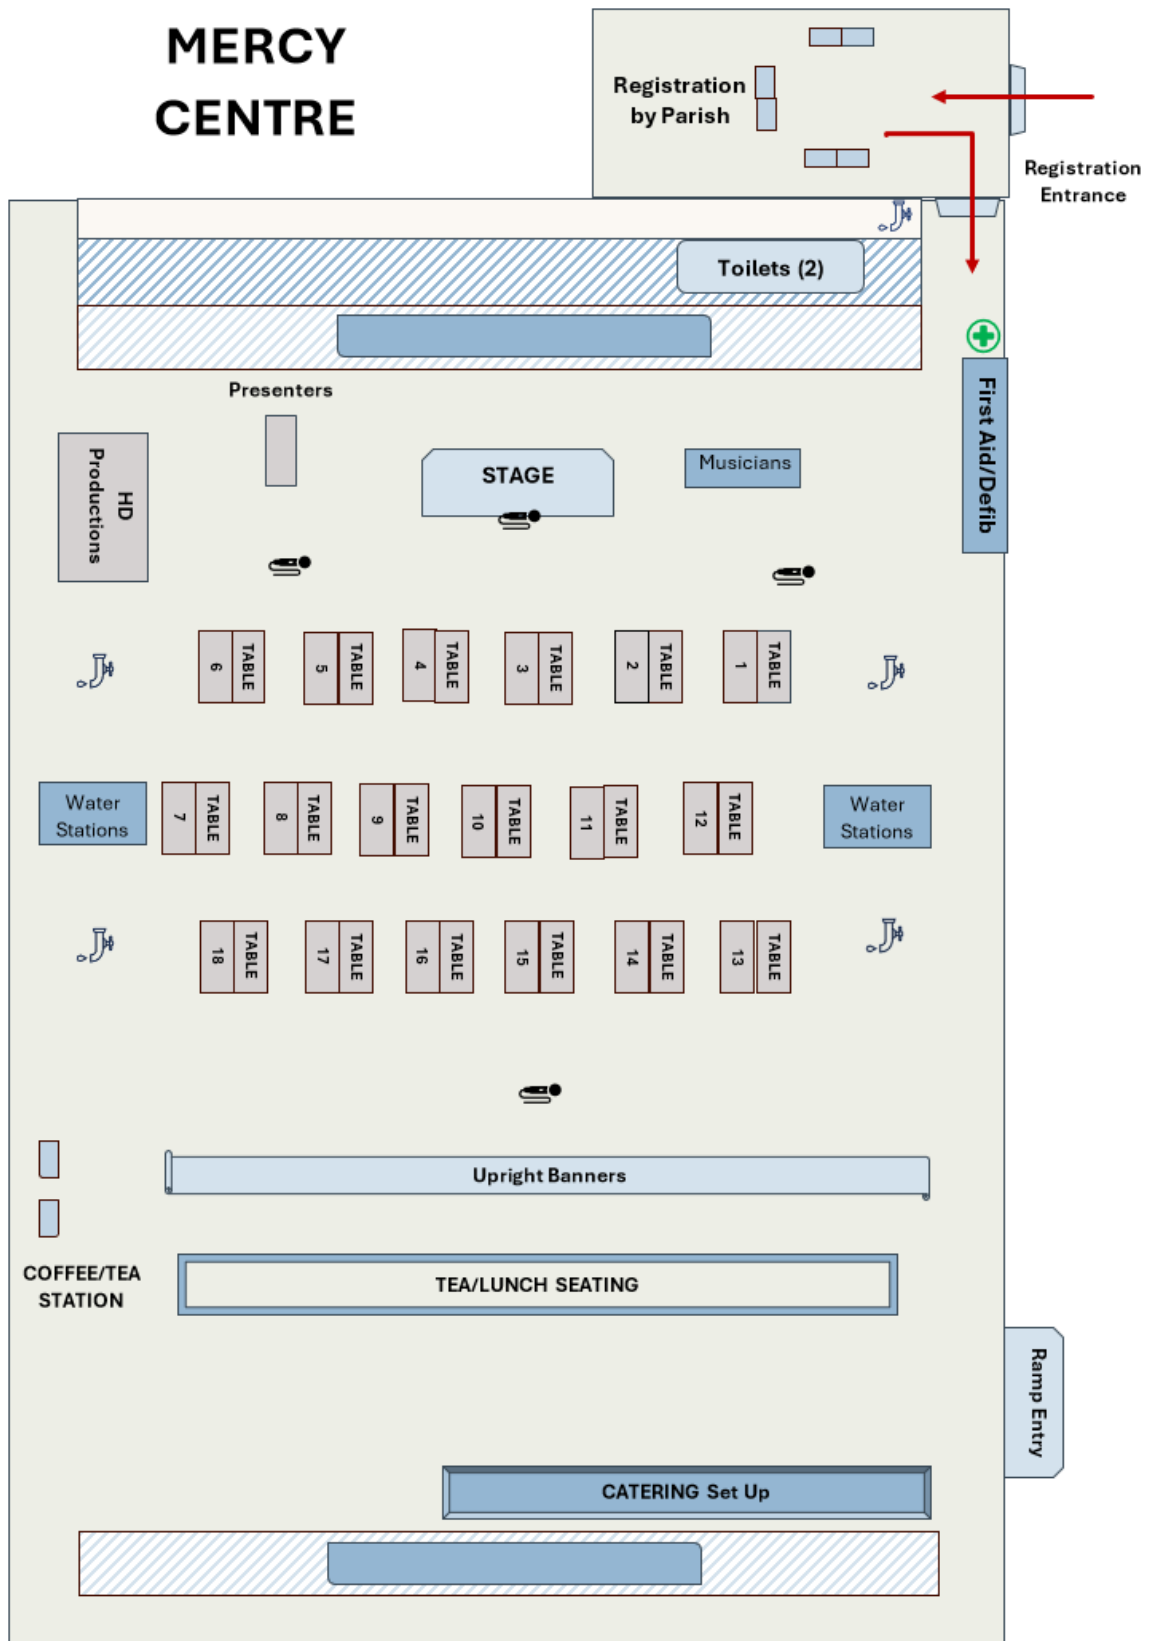 MERCY
CENTRE
Registration
by Parish
Registration
Entrance
Toilets (2)
Presenters
HD
Productions
STAGE
Musicians
First Aid/Defib
6 TABLE
5 TABLE
4 TABLE
3 TABLE
2 TABLE
1 TABLE
Water
Stations
7 TABLE
8 TABLE
9 TABLE
10 TABLE
11 TABLE
12 TABLE
Water
Stations
18 TABLE
17 TABLE
16 TABLE
15 TABLE
14 TABLE
13 TABLE
Upright Banners
COFFEE/TEA
STATION
TEA/LUNCH SEATING
Ramp Entry
CATERING Set Up